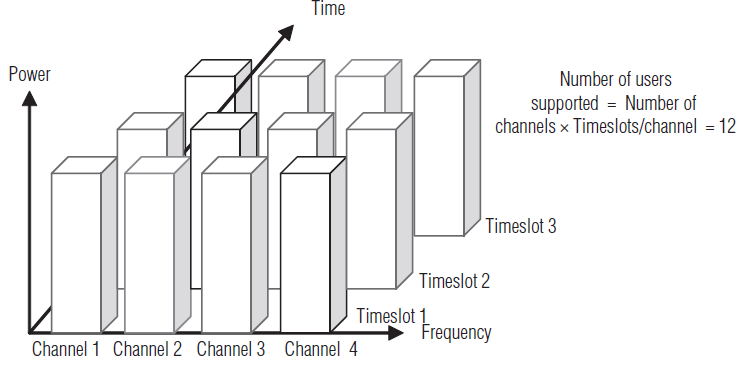 Time
Power
Number of users
supported = Number of
channels × Timeslots/channel = 12
Timeslot 3
Timeslot 2
Timeslot 1
Frequency
Channel 1 Channel 2 Channel 3 Channel 4